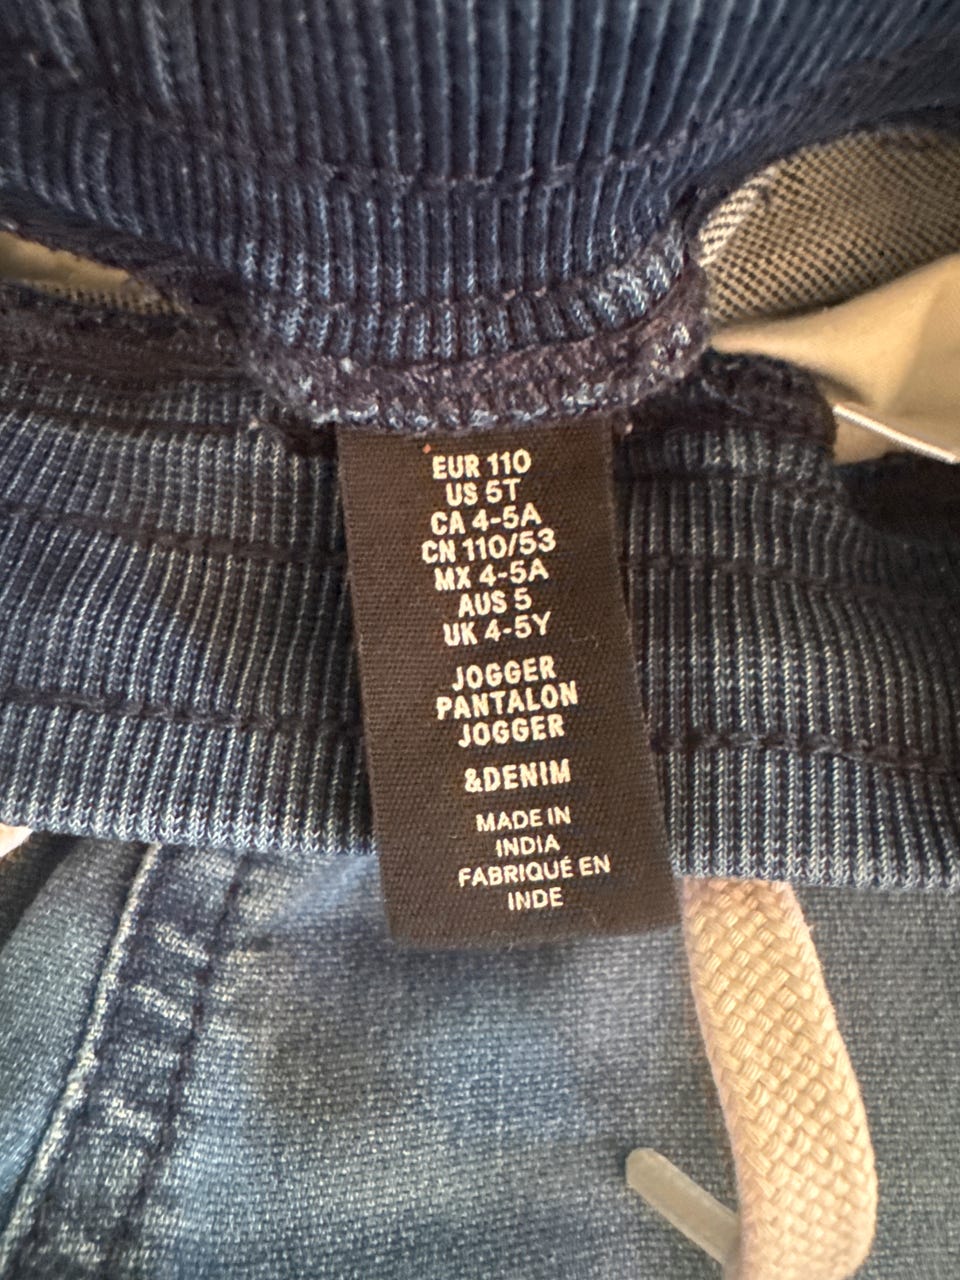 EUR 110
US 5T
CA 4-5A
CN 110/53
MX 4-5A
AUS 5
UK 4-5Y
JOGGER
PANTALON
JOGGER
&DENIM
MADE IN
INDIA
FABRIQUÉ EN
INDE